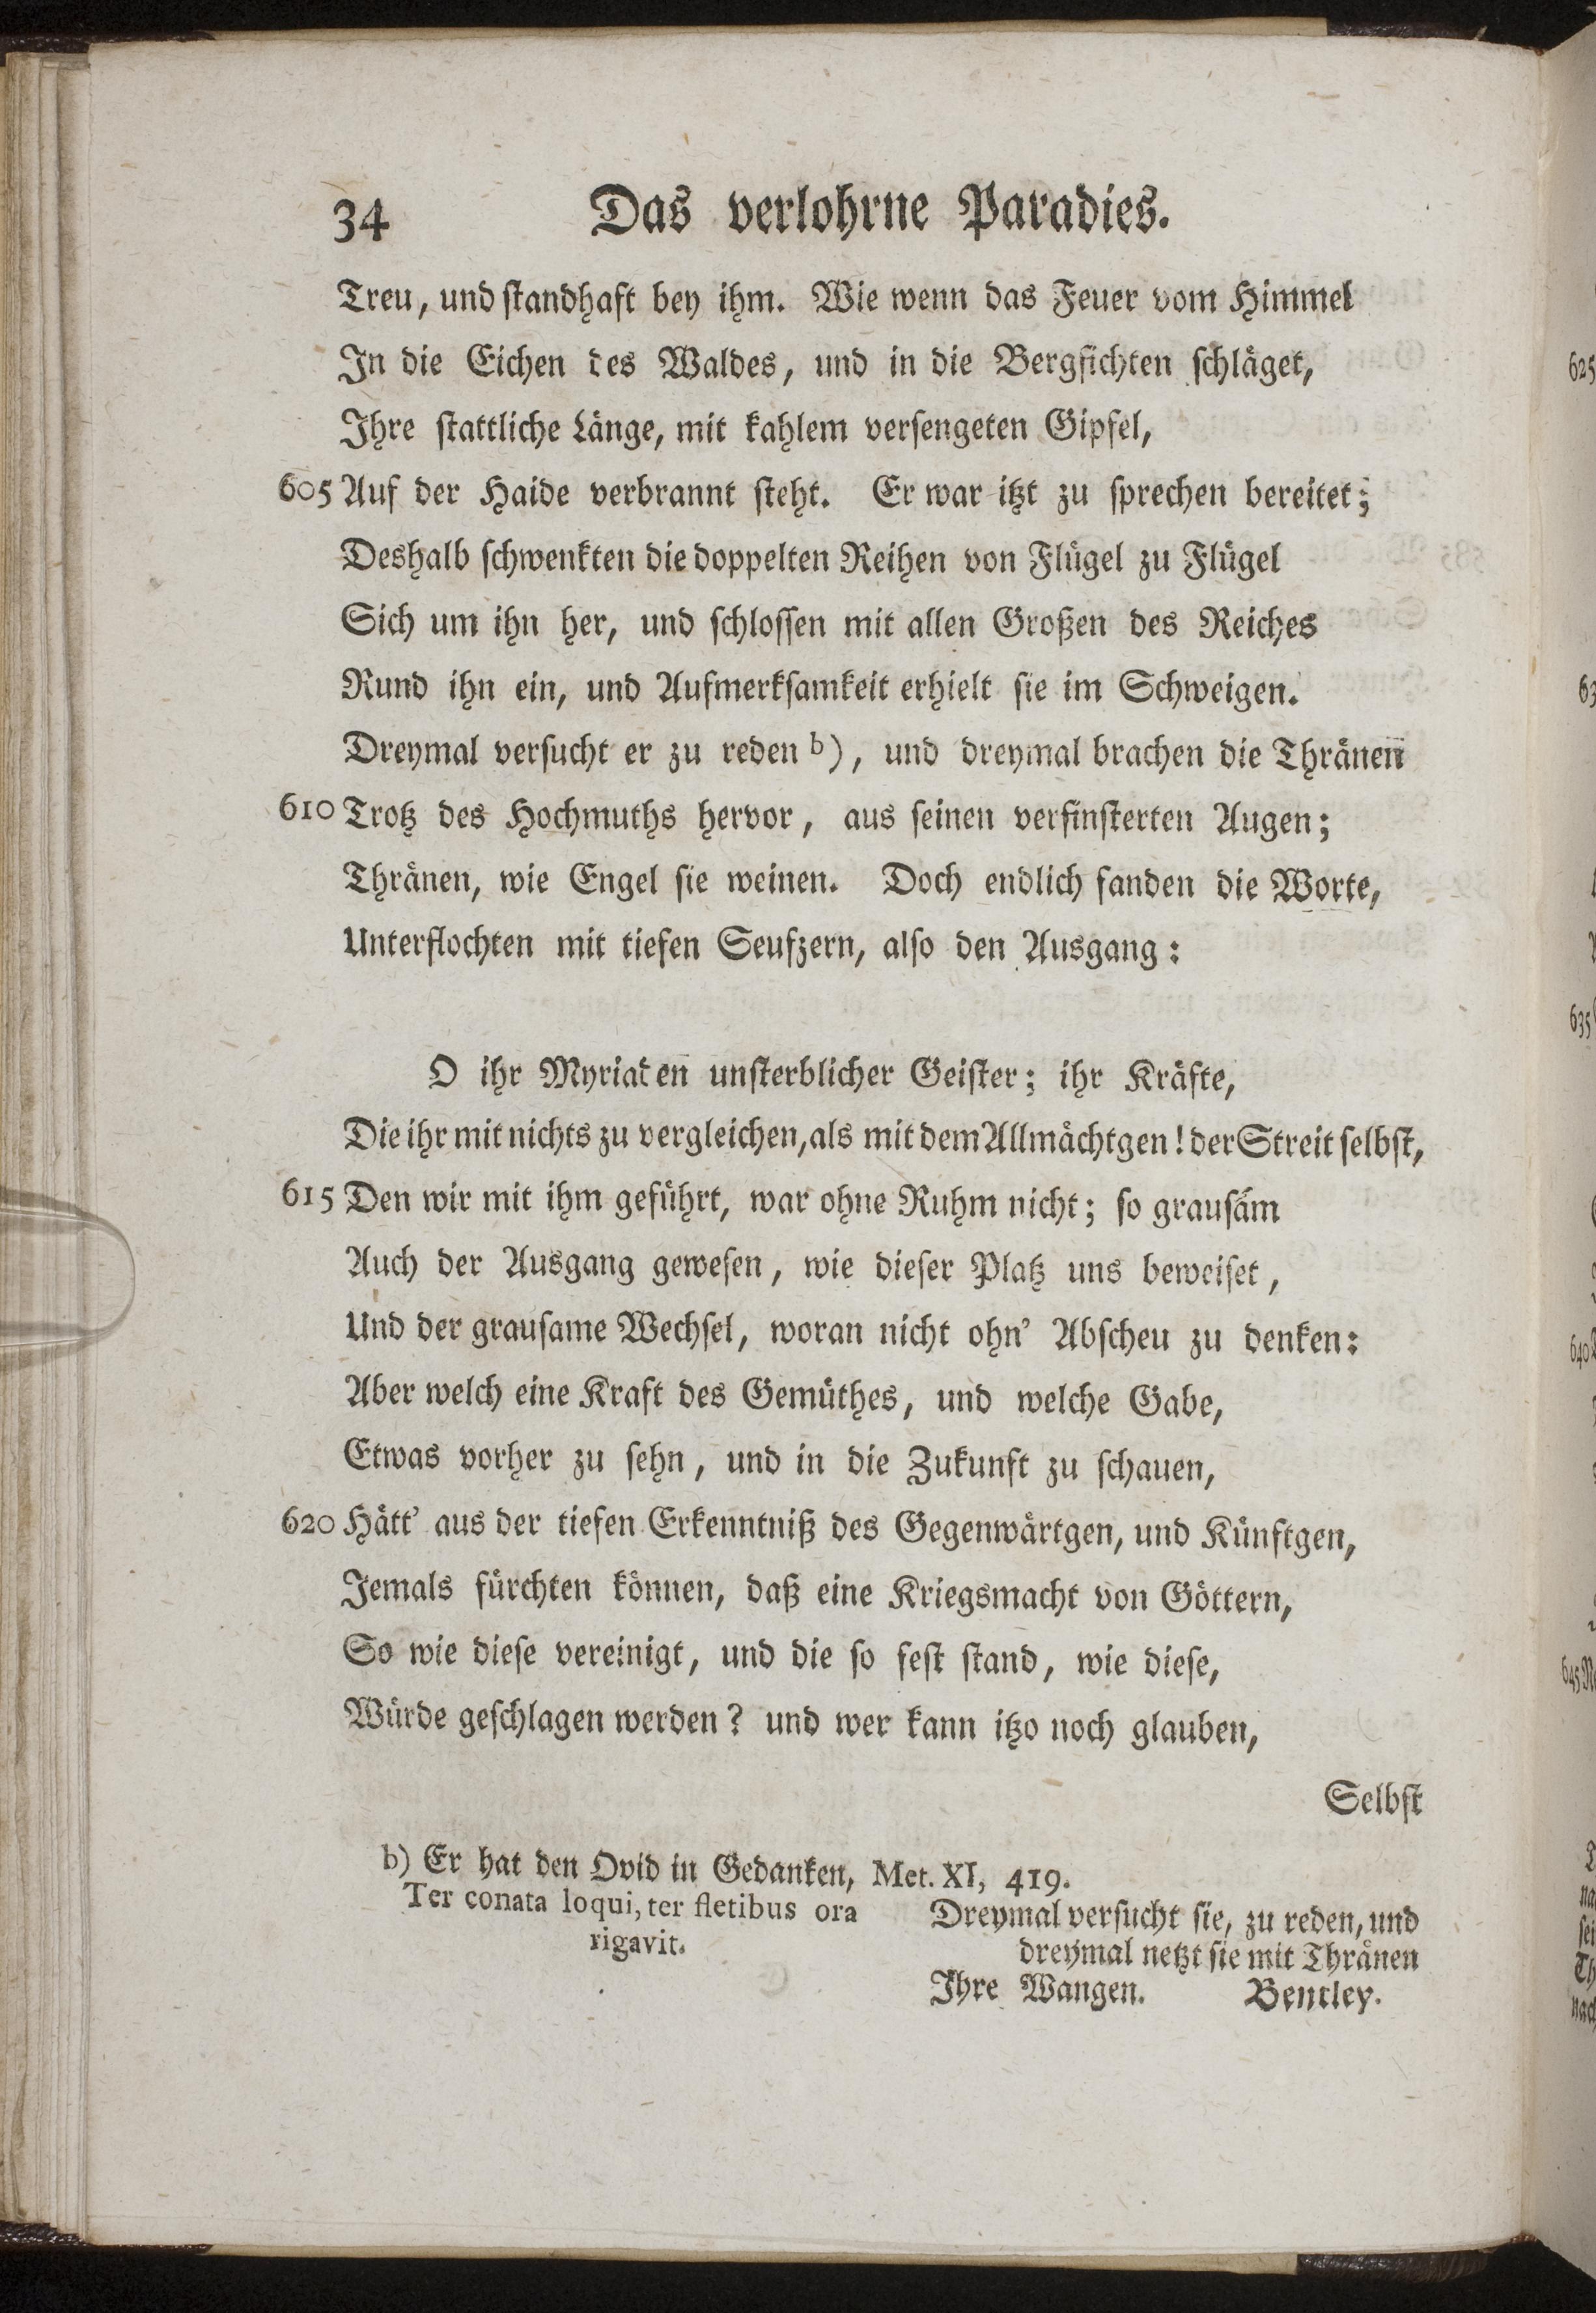 34 Das verlohrne Paradies.
Treu, und standhaft bey ihm. Wie wenn das Feuer vom Himmel
In die Eichen des Waldes, und in die Bergfichten schläget,
Ihre stattliche Länge, mit kahlem versengeten Gipfel,
605 Auf der Haide verbrannt steht. Er war itzt zu sprechen bereitet;
Deshalb schwenkten die doppelten Reihen von Flügel zu Flügel
Sich um ihn her, und schlossen mit allen Großen des Reiches
Rund ihn ein, und Aufmerksamkeit erhielt sie im Schweigen.
Dreymal versucht er zu reden b), und dreymal brachen die Thränen
610 Trotz des Hochmuths hervor, aus seinen verfinsterten Augen;
Thränen, wie Engel sie weinen. Doch endlich fanden die Worte,
Unterflochten mit tiefen Seufzern, also den Ausgang:
O ihr Myriaden unsterblicher Geister; ihr Kräfte,
Die ihr mit nichts zu vergleichen, als mit dem Allmächtgen! der Streit selbst,
615 Den wir mit ihm geführt, war ohne Ruhm nicht; so grausam
Auch der Ausgang gewesen, wie dieser Platz uns beweiset,
Und der grausame Wechsel, woran nicht ohn' Abscheu zu denken:
Aber welch eine Kraft des Gemüthes, und welche Gabe,
Etwas vorher zu sehn, und in die Zukunft zu schauen,
620 Hätt' aus der tiefen Erkenntniß des Gegenwärtgen, und Künftgen,
Jemals fürchten können, daß eine Kriegsmacht von Göttern,
So wie diese vereinigt, und die so fest stand, wie diese,
Würde geschlagen werden? und wer kann itzo noch glauben,
Selbst
b) Er hat den Ovid in Gedanken, Met. XI, 419.
Ter conata loqui, ter fletibus ora
rigavit.
Dreymal versucht sie, zu reden, und
dreymal netzt sie mit Thränen
Ihre Wangen. Bentley.
625
635
640
645